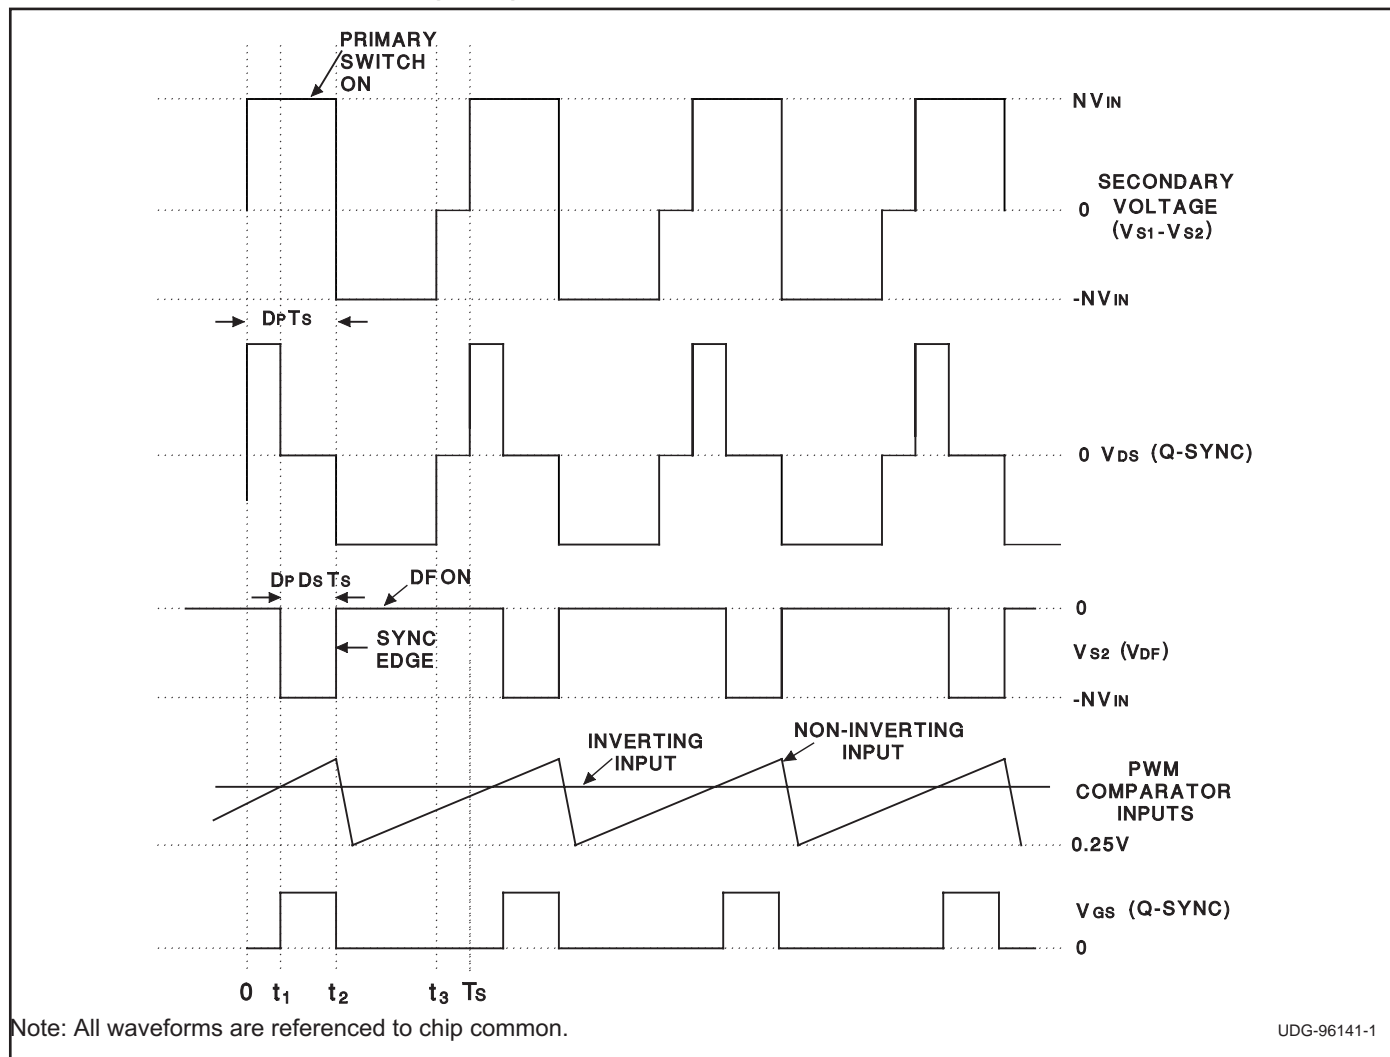 PRIMARY
SWITCH
ON
NVIN
SECONDARY
0 VOLTAGE
(VS1-VS2)
-NVIN
DPTS
0 VDS (Q-SYNC)
DPDSTS
DF ON
0
SYNC
EDGE
VS2 (VDF)
-NVIN
INVERTING
INPUT
NON-INVERTING
INPUT
PWM
COMPARATOR
INPUTS
0.25V
VGS (Q-SYNC)
0
0 t1 t2 t3 TS
Note: All waveforms are referenced to chip common.
UDG-96141-1